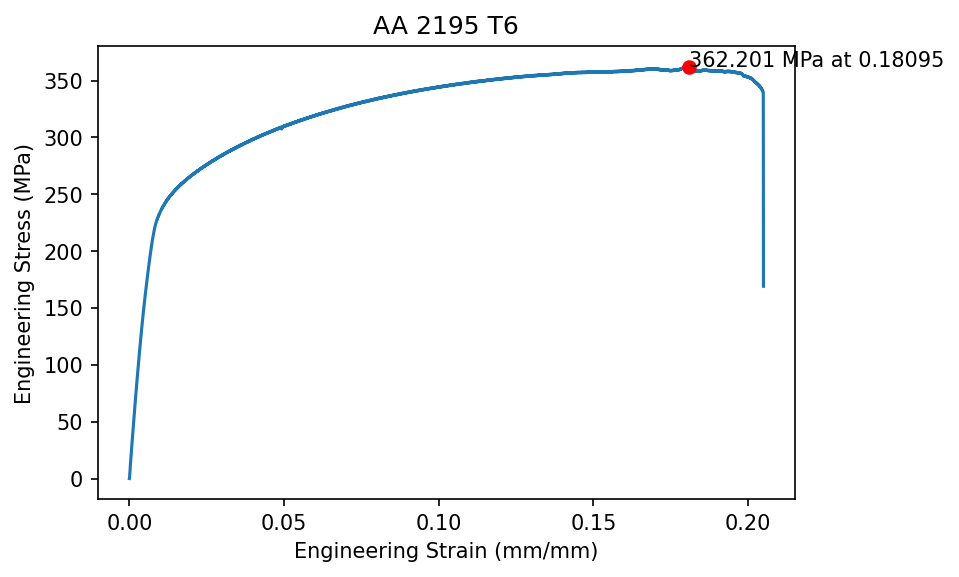 AA 2195 T6
362.201 MPa at 0.18095
350
300
250
200
150
100
50
0
Engineering Stress (MPa)
0.00 0.05 0.10 0.15 0.20
Engineering Strain (mm/mm)